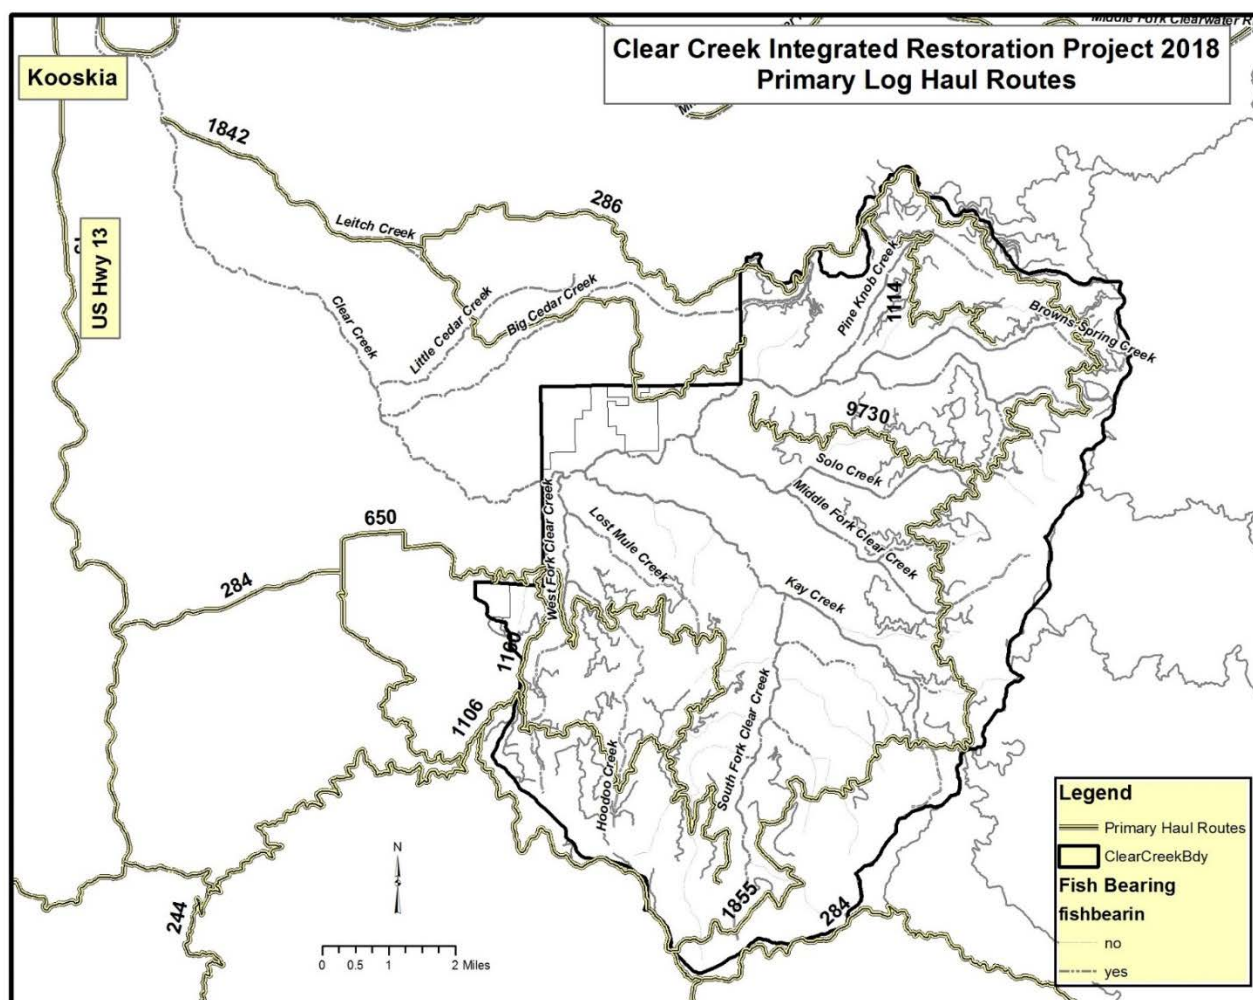 Middle Fork Clearwater R
Clear Creek Integrated Restoration Project 2018
Primary Log Haul Routes
Kooskia
1842
286
Leitch Creek
US Hwy 13
Clear Creek
Little Cedar Creek
Big Cedar Creek
Pine Knob Creek
1114
Browns Spring Creek
9730
Solo Creek
Middle Fork Clear Creek
West Fork Clear Creek
Lost Mule Creek
650
284
Kay Creek
1160
1106
South Fork Clear Creek
Hoodoo Creek
244
1855
284
N
0 0.5 1 2 Miles
Legend
Primary Haul Routes
ClearCreekBdy
Fish Bearing
fishbearin
no
yes